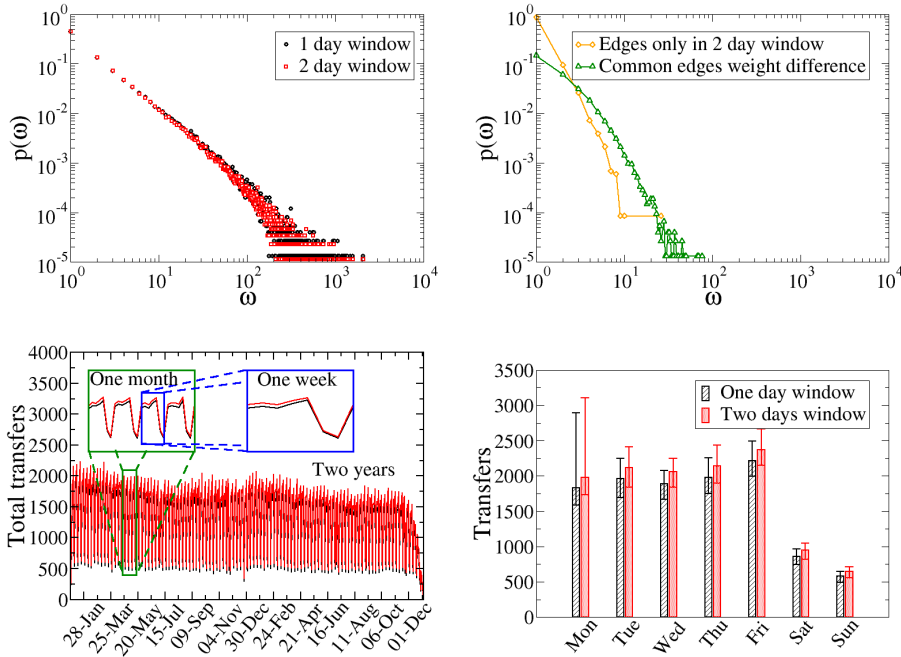 10^0
10^-1
10^-2
10^-3
10^-4
10^-5
p(ω)
1 day window
2 day window
10^0 10^1 10^2 10^3 10^4
ω
10^0
10^-1
10^-2
10^-3
10^-4
10^-5
p(ω)
Edges only in 2 day window
Common edges weight difference
10^0 10^1 10^2 10^3 10^4
ω
4000
3500
3000
2500
2000
1500
1000
500
0
Total transfers
One month
One week
Two years
28-Jan
25-Mar
20-May
15-Jul
09-Sep
04-Nov
30-Dec
24-Feb
21-Apr
16-Jun
11-Aug
06-Oct
01-Dec
3500
3000
2500
2000
1500
1000
500
0
Transfers
One day window
Two days window
Mon
Tue
Wed
Thu
Fri
Sat
Sun